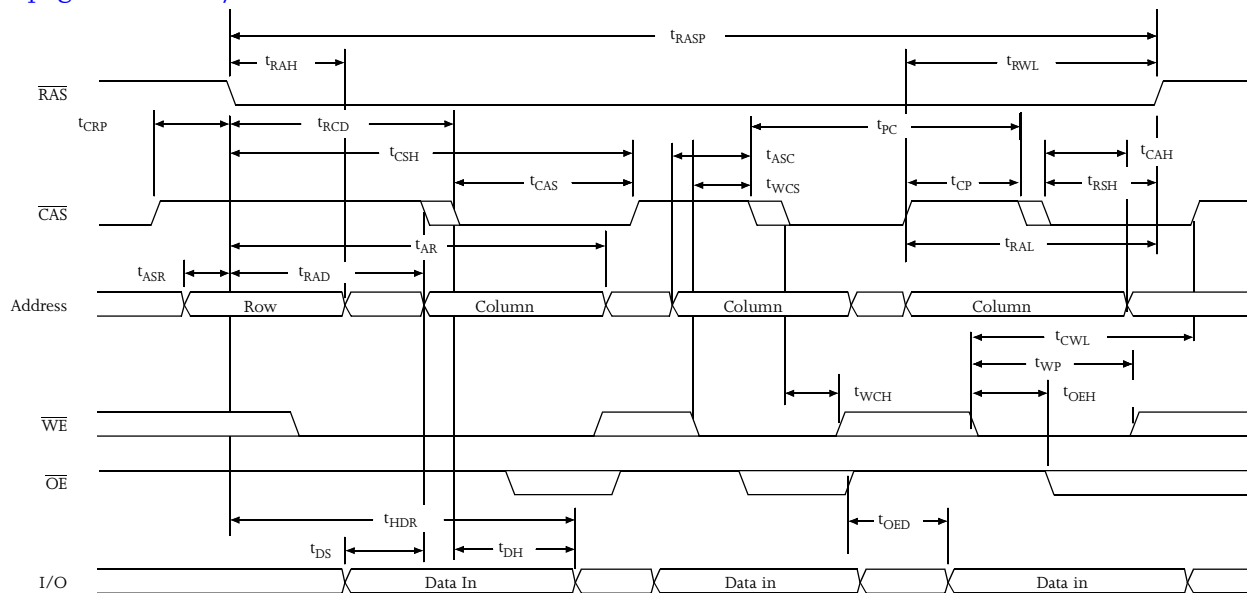 tRASP
tRAH
tRWL
RAS
tCRP
tRCD
tPC
tCSH
tASC
tCAH
tCAS
tWCS
tCP
tRSH
CAS
tAR
tRAL
tASR
tRAD
Address
Row
Column
Column
Column
tCWL
tWP
tWCH
tOEH
WE
OE
tHDR
tOED
tDS
tDH
I/O
Data In
Data in
Data in